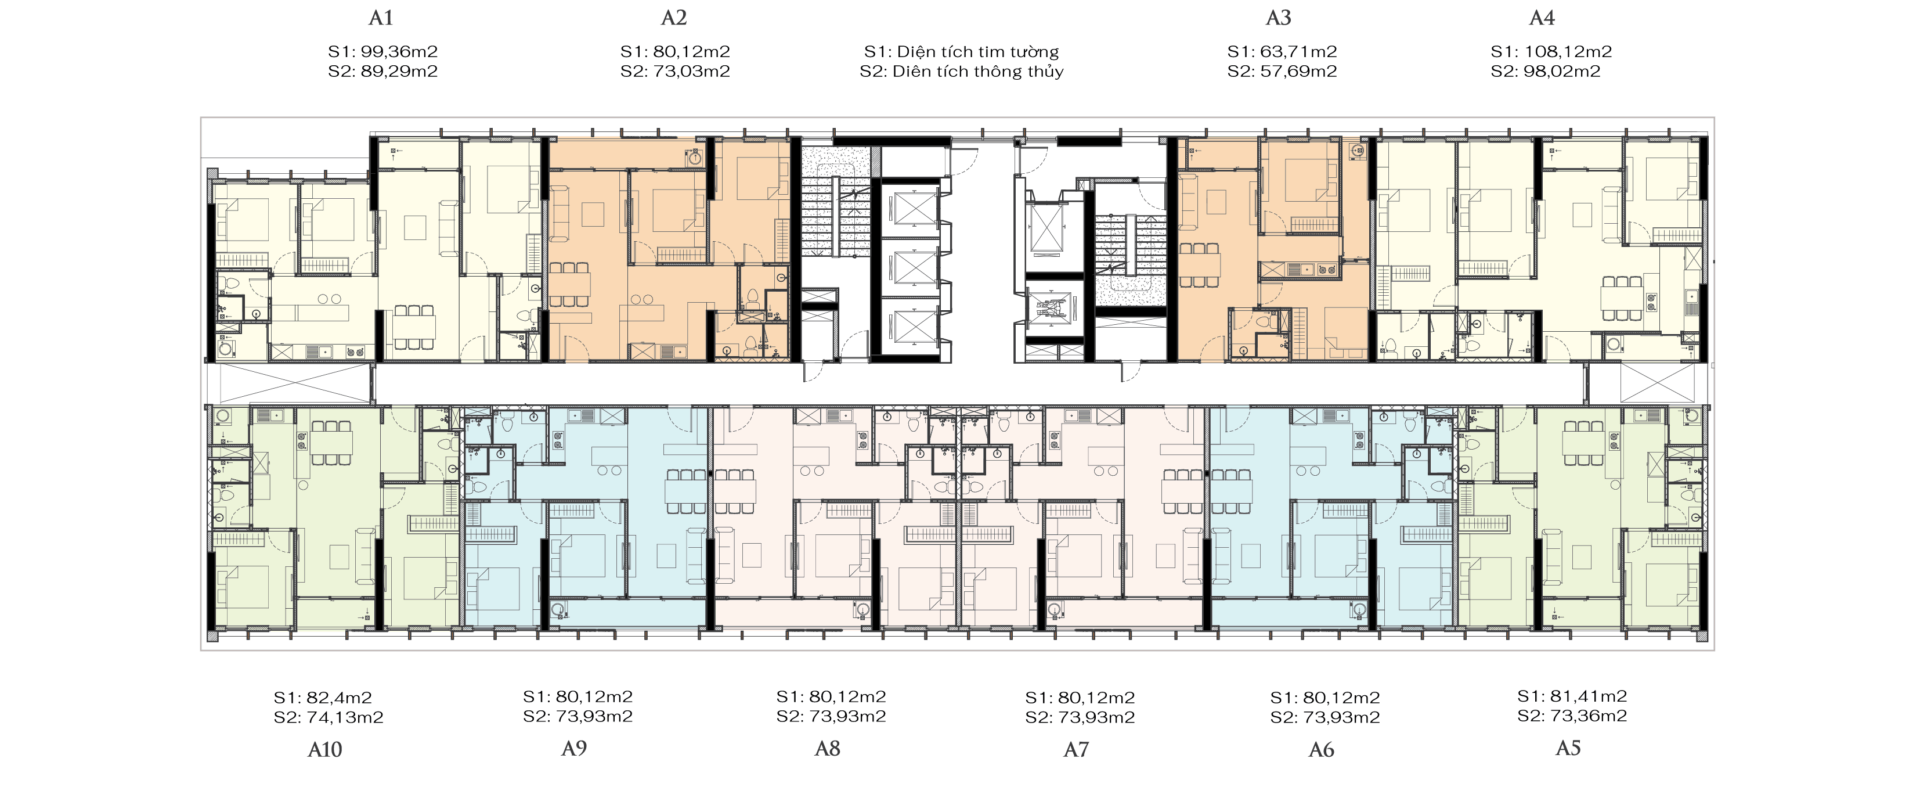 A1
S1: 99,36m2
S2: 89,29m2
A2
S1: 80,12m2
S2: 73,03m2
S1: Diện tích tim tường
S2: Diên tích thông thủy
A3
S1: 63,71m2
S2: 57,69m2
A4
S1: 108,12m2
S2: 98,02m2
S1: 82,4m2
S2: 74,13m2
A10
S1: 80,12m2
S2: 73,93m2
A9
S1: 80,12m2
S2: 73,93m2
A8
S1: 80,12m2
S2: 73,93m2
A7
S1: 80,12m2
S2: 73,93m2
A6
S1: 81,41m2
S2: 73,36m2
A5